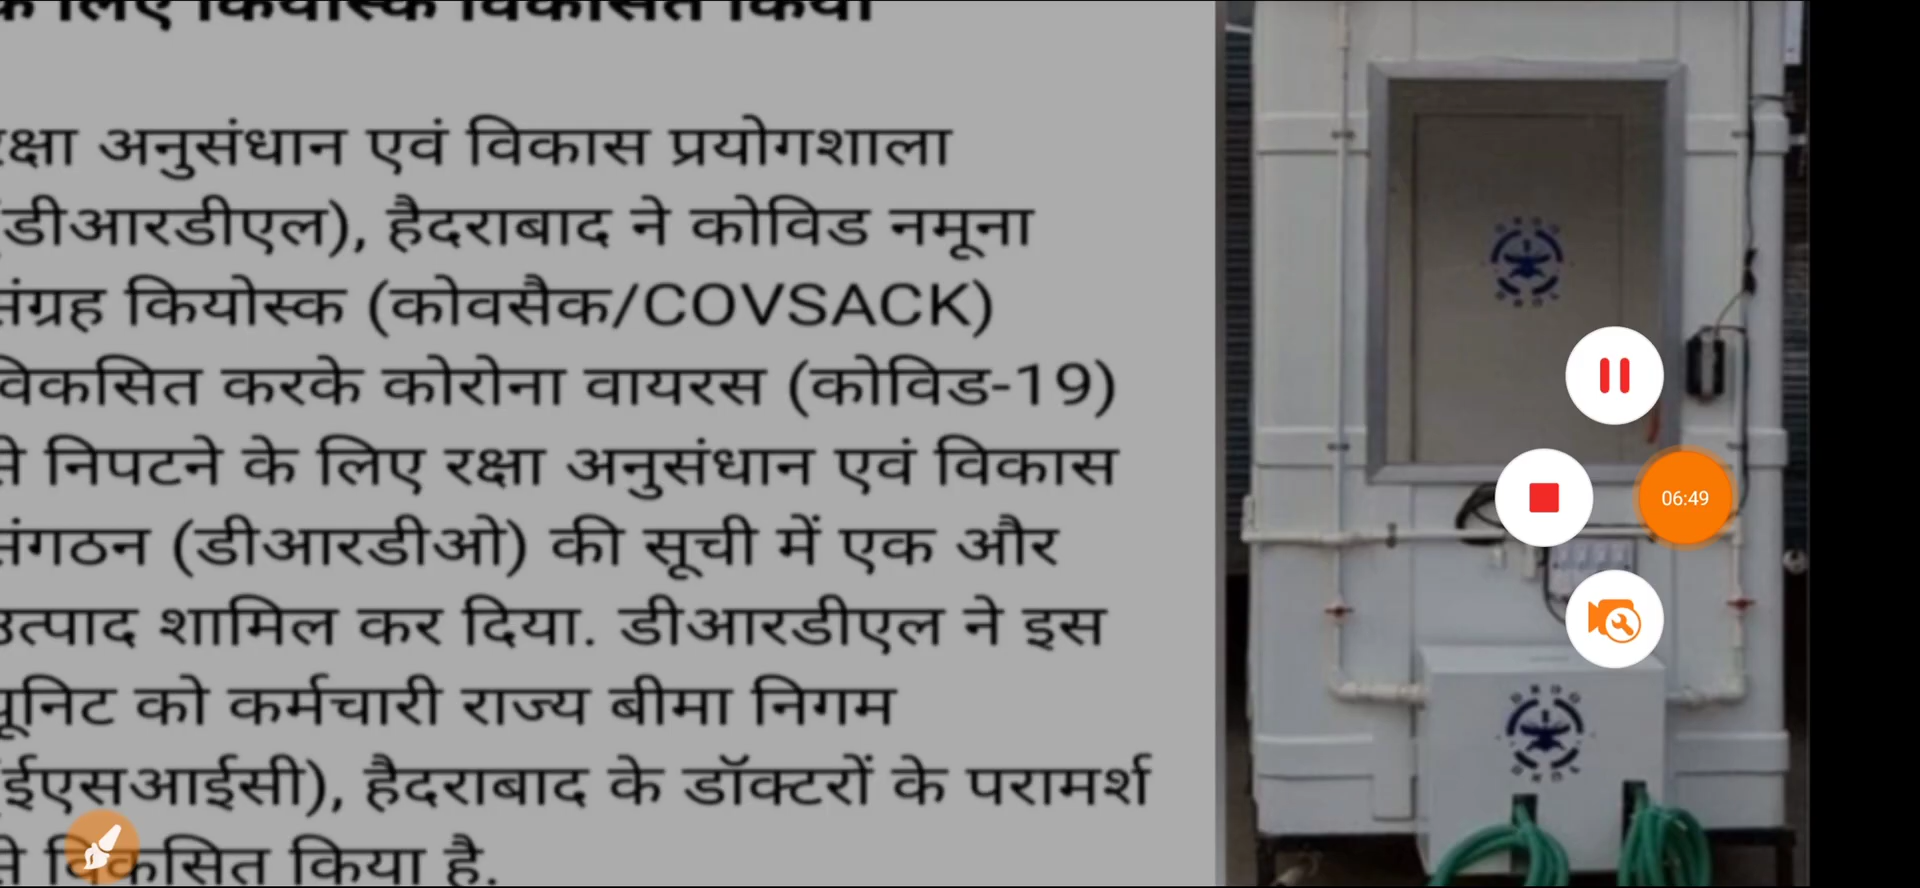 के लिए कियोस्क विकसित किया
रक्षा अनुसंधान एवं विकास प्रयोगशाला
(डीआरडीएल), हैदराबाद ने कोविड नमूना
संग्रह कियोस्क (कोवसैक/COVSACK)
विकसित करके कोरोना वायरस (कोविड-19)
से निपटने के लिए रक्षा अनुसंधान एवं विकास
संगठन (डीआरडीओ) की सूची में एक और
उत्पाद शामिल कर दिया. डीआरडीएल ने इस
यूनिट को कर्मचारी राज्य बीमा निगम
(ईएसआईसी), हैदराबाद के डॉक्टरों के परामर्श
से विकसित किया है.
06:49